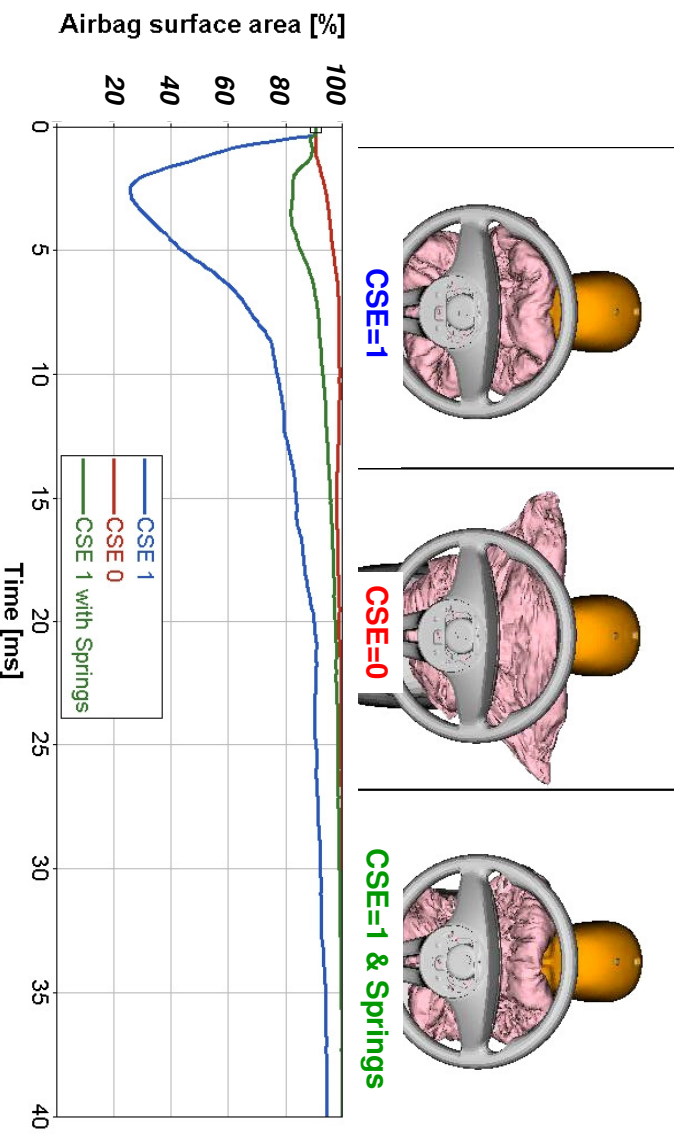 CSE=1
CSE=0
CSE=1 & Springs
Airbag surface area [%]
100
80
60
40
20
0
5
10
15
20
25
30
35
40
Time [ms]
CSE 1
CSE 0
CSE 1 with Springs